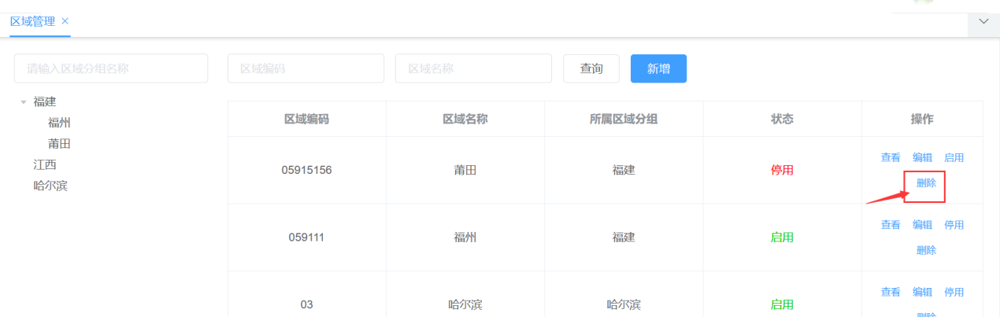 区域管理 ×
请输入区域分组名称 区域编码 区域名称 查询 新增
福建
福州
莆田
江西
哈尔滨
区域编码 区域名称 所属区域分组 状态 操作
05915156 莆田 福建 停用 查看 编辑 启用
删除
059111 福州 福建 启用 查看 编辑 停用
删除
03 哈尔滨 哈尔滨 启用 查看 编辑 停用
删除